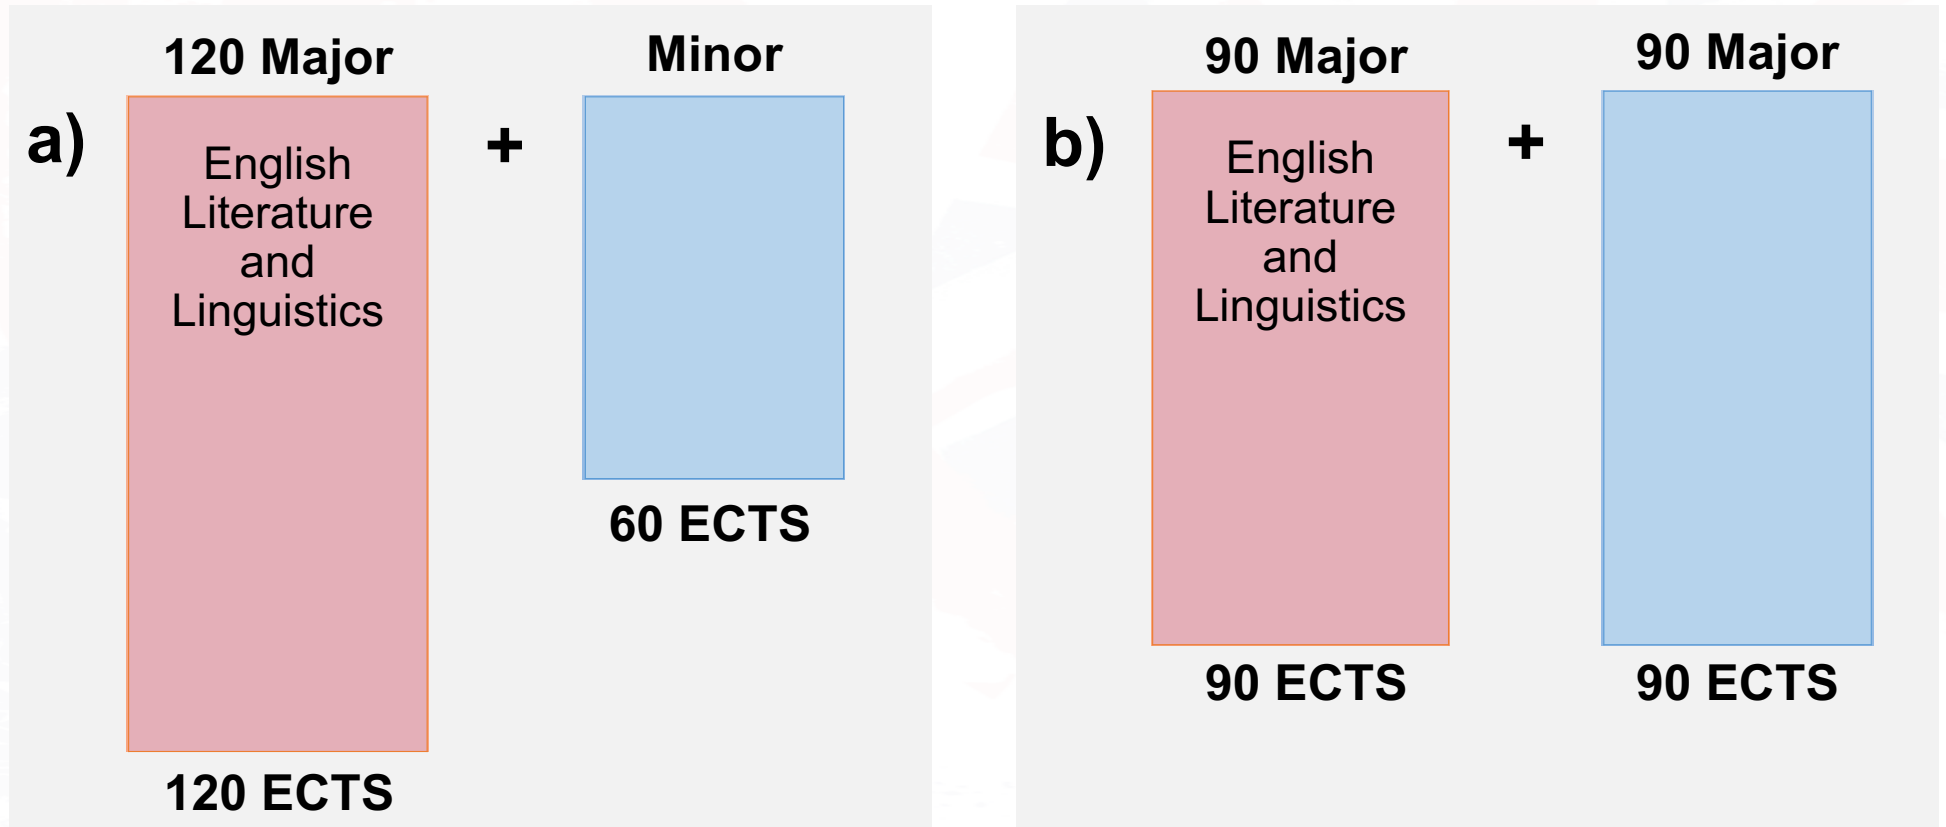 120 Major
Minor
a)
+
English
Literature
and
Linguistics
60 ECTS
120 ECTS
90 Major
90 Major
b)
+
English
Literature
and
Linguistics
90 ECTS
90 ECTS